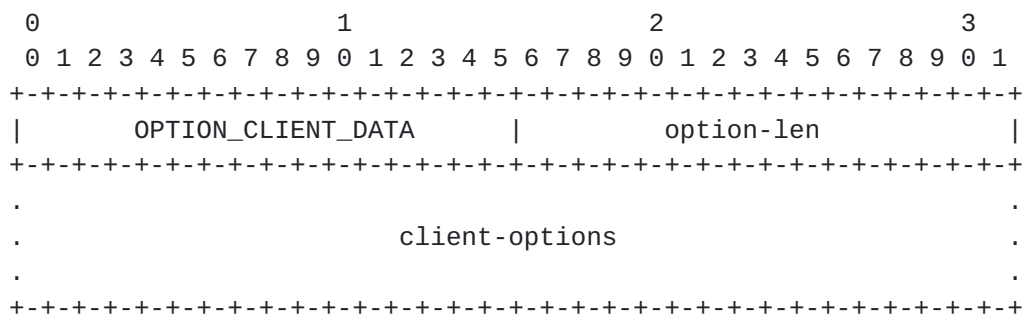 0                   1                   2                   3
 0 1 2 3 4 5 6 7 8 9 0 1 2 3 4 5 6 7 8 9 0 1 2 3 4 5 6 7 8 9 0 1
+-+-+-+-+-+-+-+-+-+-+-+-+-+-+-+-+-+-+-+-+-+-+-+-+-+-+-+-+-+-+-+-+
|       OPTION_CLIENT_DATA      |         option-len            |
+-+-+-+-+-+-+-+-+-+-+-+-+-+-+-+-+-+-+-+-+-+-+-+-+-+-+-+-+-+-+-+-+
.                                                               .
.                        client-options                         .
.                                                               .
+-+-+-+-+-+-+-+-+-+-+-+-+-+-+-+-+-+-+-+-+-+-+-+-+-+-+-+-+-+-+-+-+